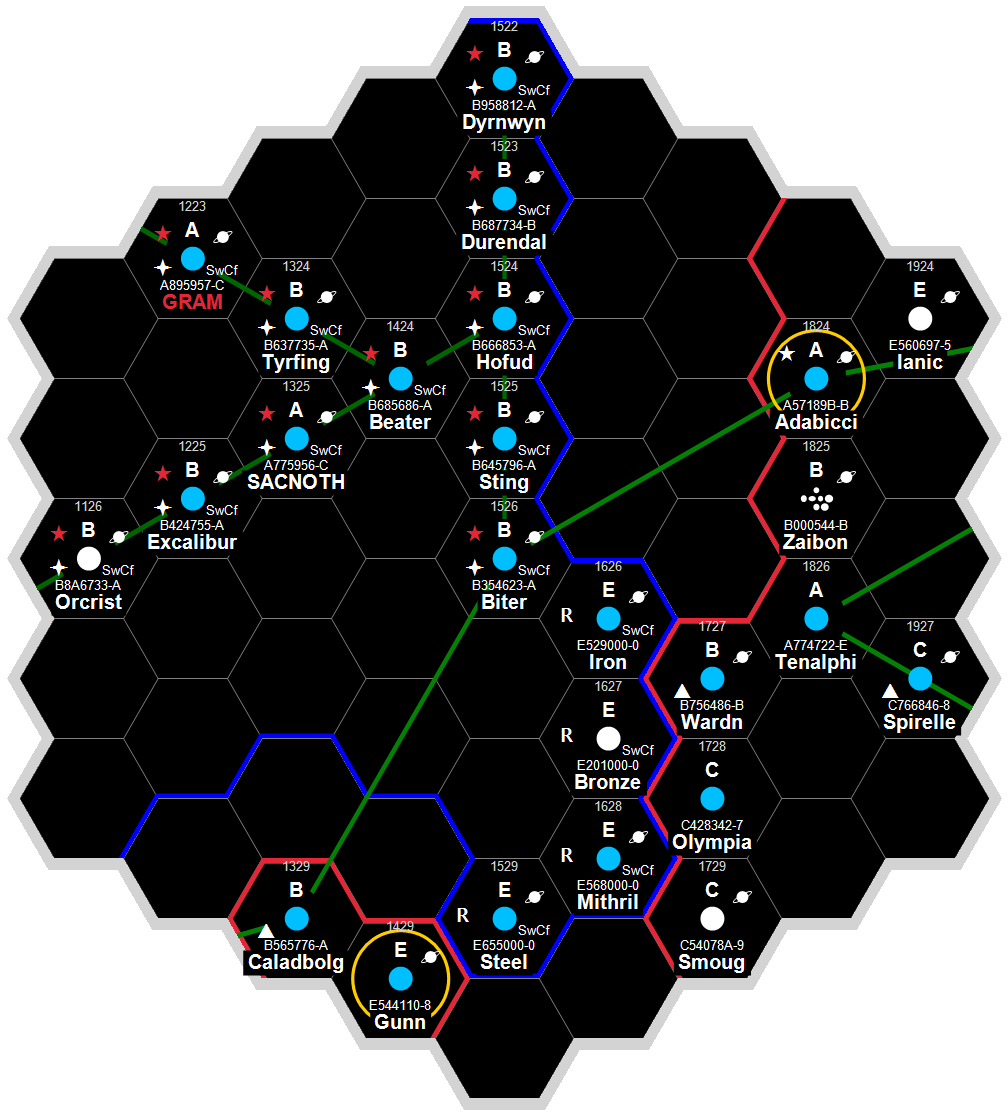 1522
B
SwCf
B958812-A
Dyrnwyn
1523
B
SwCf
B687734-B
Durendal
1223
A
SwCf
A895957-C
GRAM
1324
B
SwCf
B637735-A
Tyrfing
1424
B
SwCf
B685686-A
Beater
1524
B
SwCf
B666853-A
Hofud
1924
E
E560697-5
Ianic
1824
A
A57189B-B
Adabicci
1325
A
SwCf
A775956-C
SACNOTH
1525
B
SwCf
B645796-A
Sting
1225
B
SwCf
B424755-A
Excalibur
1825
B
B000544-B
Zaibon
1126
B
SwCf
B8A6733-A
Orcrist
1526
B
SwCf
B354623-A
Biter
1626
E
R
SwCf
E529000-0
Iron
1826
A
A774722-E
Tenalphi
1727
B
B756486-B
Wardn
1927
C
C766846-8
Spirelle
1627
E
R
SwCf
E201000-0
Bronze
1728
C
C428342-7
Olympia
1628
E
R
SwCf
E568000-0
Mithril
1329
B
B565776-A
Caladbolg
1529
E
R
SwCf
E655000-0
Steel
1729
C
C54078A-9
Smoug
1429
E
E544110-8
Gunn